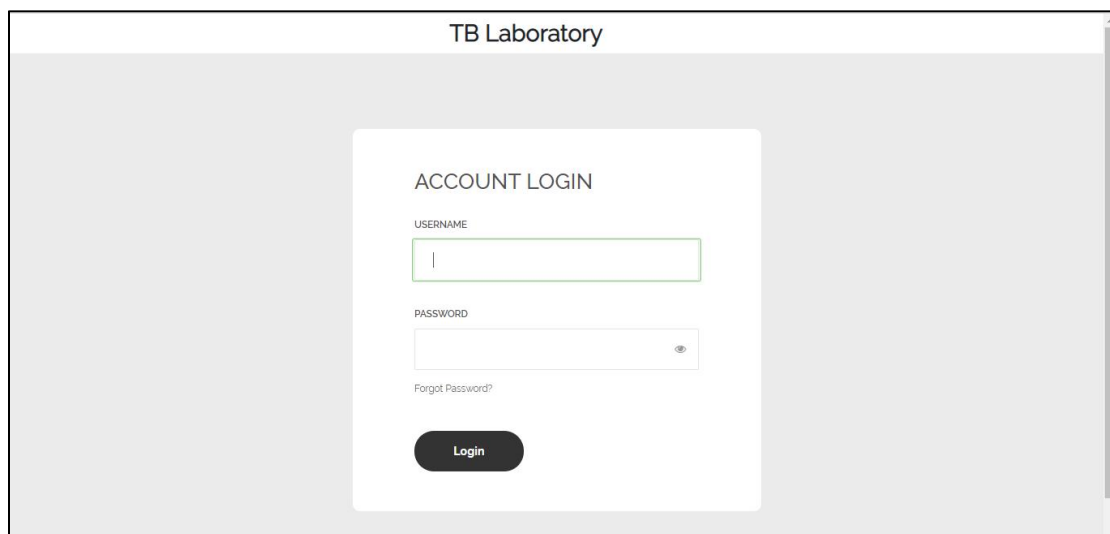 TB Laboratory
ACCOUNT LOGIN
USERNAME
PASSWORD
Forgot Password?
Login